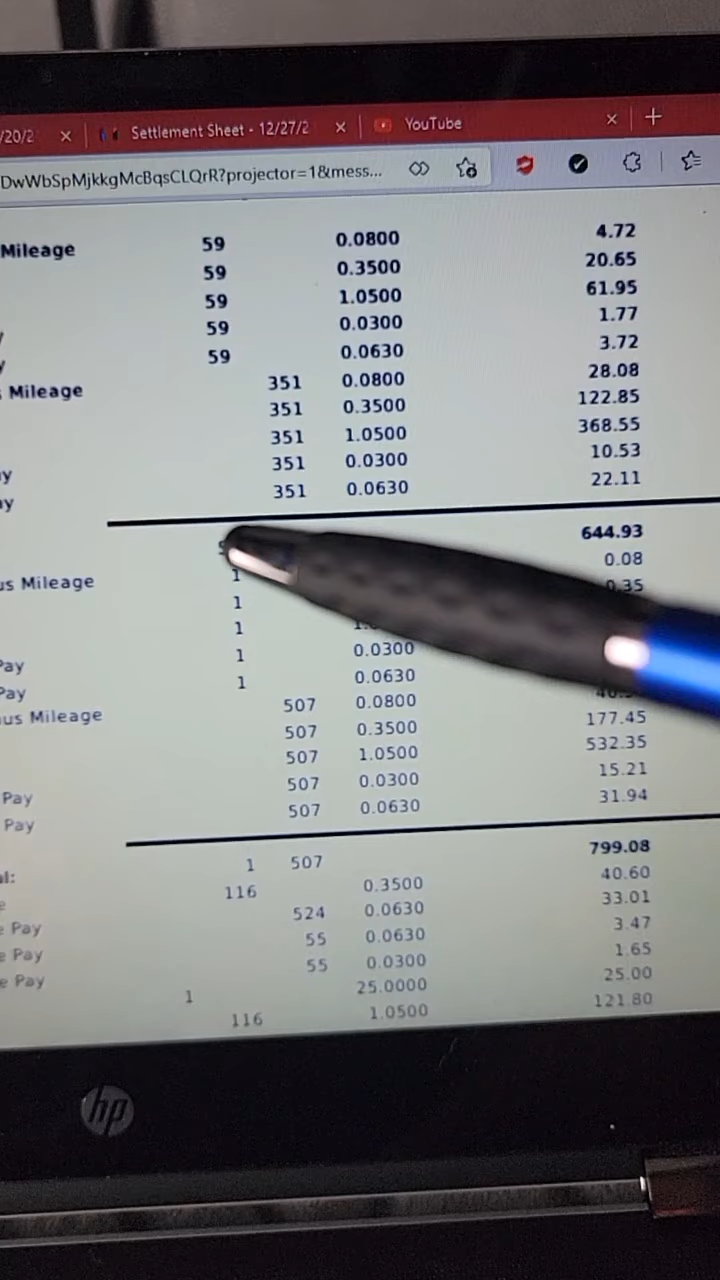 /20/2 × Settlement Sheet - 12/27/2 × YouTube × +
DwWbSpMjkkgMcBqsCLQrR?projector=1&mess...
Mileage 59 0.0800 4.72
59 0.3500 20.65
59 1.0500 61.95
59 0.0300 1.77
y 59 0.0630 3.72
Mileage 351 0.0800 28.08
351 0.3500 122.85
351 1.0500 368.55
y 351 0.0300 10.53
y 351 0.0630 22.11
644.93
us Mileage 1 0.08
1 0.35
1
Pay 1 0.0300
Pay 1 0.0630
us Mileage 507 0.0800
507 0.3500 177.45
507 1.0500 532.35
Pay 507 0.0300 15.21
Pay 507 0.0630 31.94
al: 1 507 799.08
e 116 0.3500 40.60
e Pay 524 0.0630 33.01
e Pay 55 0.0630 3.47
e Pay 55 0.0300 1.65
1 25.0000 25.00
116 1.0500 121.80
hp